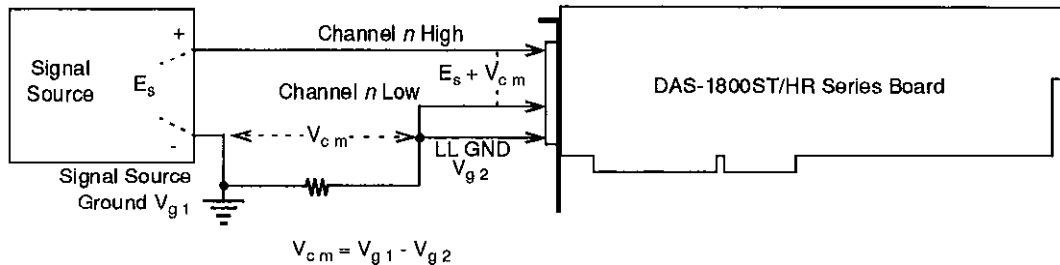 +
Channel n High
Signal
Source
Es
Es + Vcm
DAS-1800ST/HR Series Board
Channel n Low
Vcm
-
LL GND
Vg2
Signal Source
Ground Vg1
Vcm = Vg1 - Vg2